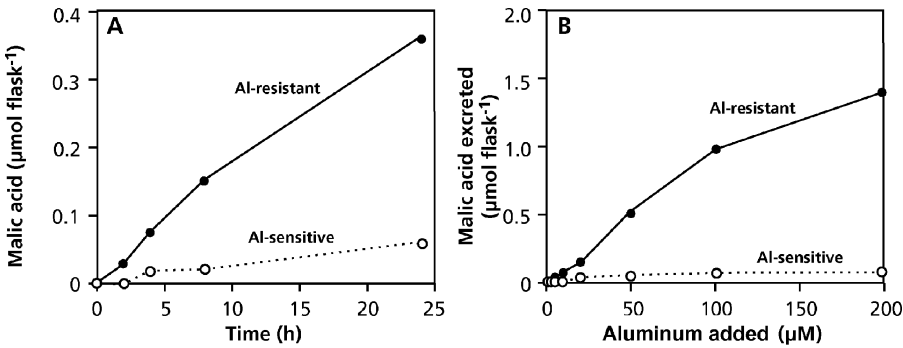 A
Malic acid (μmol flask⁻¹)
0.4
0.3
0.2
0.1
0
Al-resistant
Al-sensitive
0 5 10 15 20 25
Time (h)
B
Malic acid excreted
(μmol flask⁻¹)
2.0
1.5
1.0
0.5
0
Al-resistant
Al-sensitive
0 50 100 150 200
Aluminum added (μM)